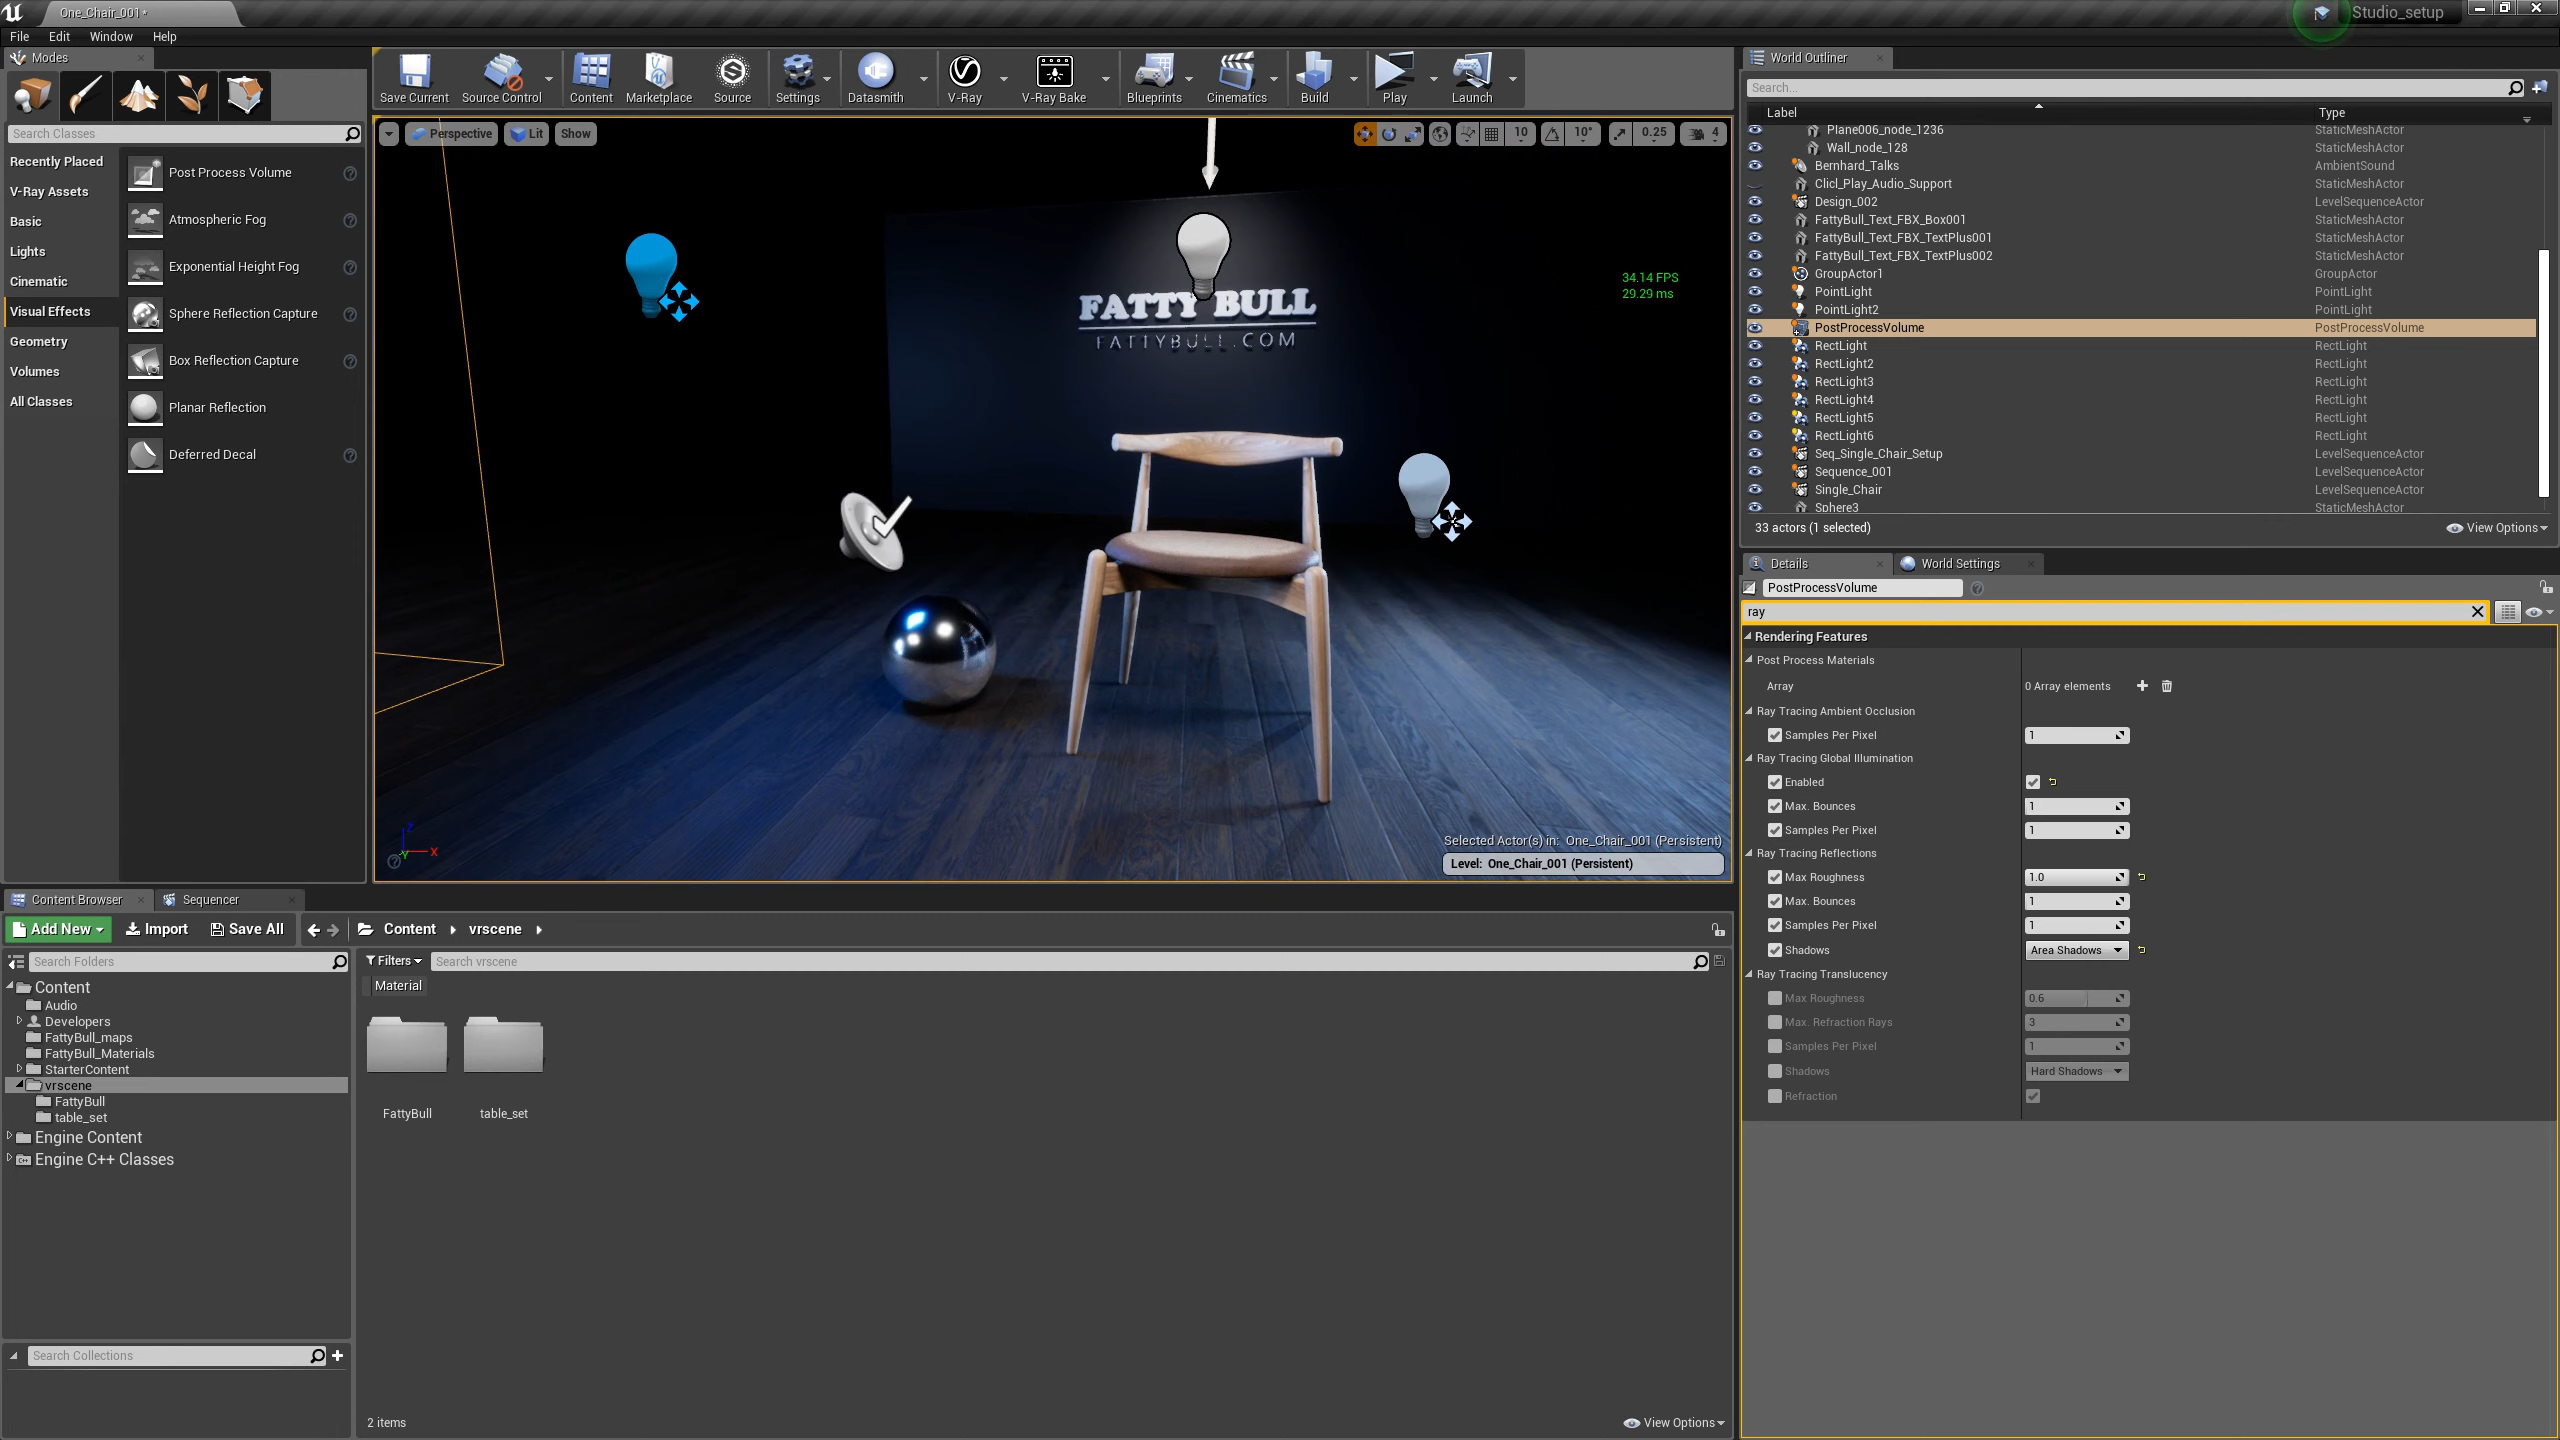 One_Chair_001*
Studio_setup
File Edit Window Help
Modes
Search Classes
Recently Placed
V-Ray Assets
Basic
Lights
Cinematic
Visual Effects
Geometry
Volumes
All Classes
Post Process Volume
Atmospheric Fog
Exponential Height Fog
Sphere Reflection Capture
Box Reflection Capture
Planar Reflection
Deferred Decal
Save Current
Source Control
Content
Marketplace
Source
Settings
Datasmith
V-Ray
V-Ray Bake
Blueprints
Cinematics
Build
Play
Launch
Perspective Lit Show
10 10° 0.25 4
34.14 FPS
29.29 ms
FATTY BULL
FATTYBULL.COM
Z
Y X
Selected Actor(s) in: One_Chair_001 (Persistent)
Level: One_Chair_001 (Persistent)
World Outliner
Search...
Label Type
Plane006_node_1236 StaticMeshActor
Wall_node_128 StaticMeshActor
Bernhard_Talks AmbientSound
Clicl_Play_Audio_Support StaticMeshActor
Design_002 LevelSequenceActor
FattyBull_Text_FBX_Box001 StaticMeshActor
FattyBull_Text_FBX_TextPlus001 StaticMeshActor
FattyBull_Text_FBX_TextPlus002 StaticMeshActor
GroupActor1 GroupActor
PointLight PointLight
PointLight2 PointLight
PostProcessVolume PostProcessVolume
RectLight RectLight
RectLight2 RectLight
RectLight3 RectLight
RectLight4 RectLight
RectLight5 RectLight
RectLight6 RectLight
Seq_Single_Chair_Setup LevelSequenceActor
Sequence_001 LevelSequenceActor
Single_Chair LevelSequenceActor
Sphere3 StaticMeshActor
33 actors (1 selected)
View Options
Details World Settings
PostProcessVolume
ray
Rendering Features
Post Process Materials
Array 0 Array elements
Ray Tracing Ambient Occlusion
Samples Per Pixel 1
Ray Tracing Global Illumination
Enabled
Max. Bounces 1
Samples Per Pixel 1
Ray Tracing Reflections
Max Roughness 1.0
Max. Bounces 1
Samples Per Pixel 1
Shadows Area Shadows
Ray Tracing Translucency
Max Roughness 0.6
Max. Refraction Rays 3
Samples Per Pixel 1
Shadows Hard Shadows
Refraction
Content Browser Sequencer
Add New Import Save All Content vrscene
Search Folders
Content
Audio
Developers
FattyBull_maps
FattyBull_Materials
StarterContent
vrscene
FattyBull
table_set
Engine Content
Engine C++ Classes
Search Collections
Filters Search vrscene
Material
FattyBull table_set
2 items
View Options